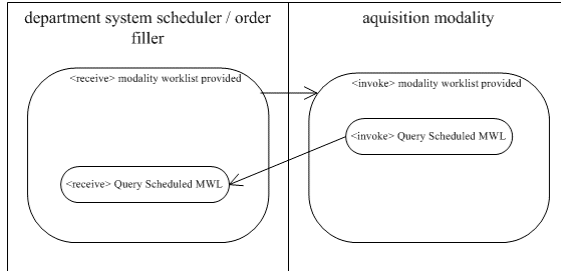 department system scheduler / order
filler
aquisition modality
<receive> modality worklist provided
<invoke> modality worklist provided
<invoke> Query Scheduled MWL
<receive> Query Scheduled MWL